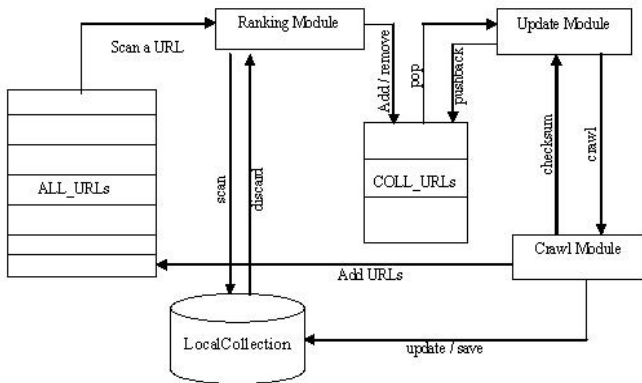 Ranking Module
Update Module
Scan a URL
Add / remove
pop
pushback
ALL_URLs
COLL_URLs
scan
discard
checksum
crawl
Crawl Module
Add URLs
LocalCollection
update / save